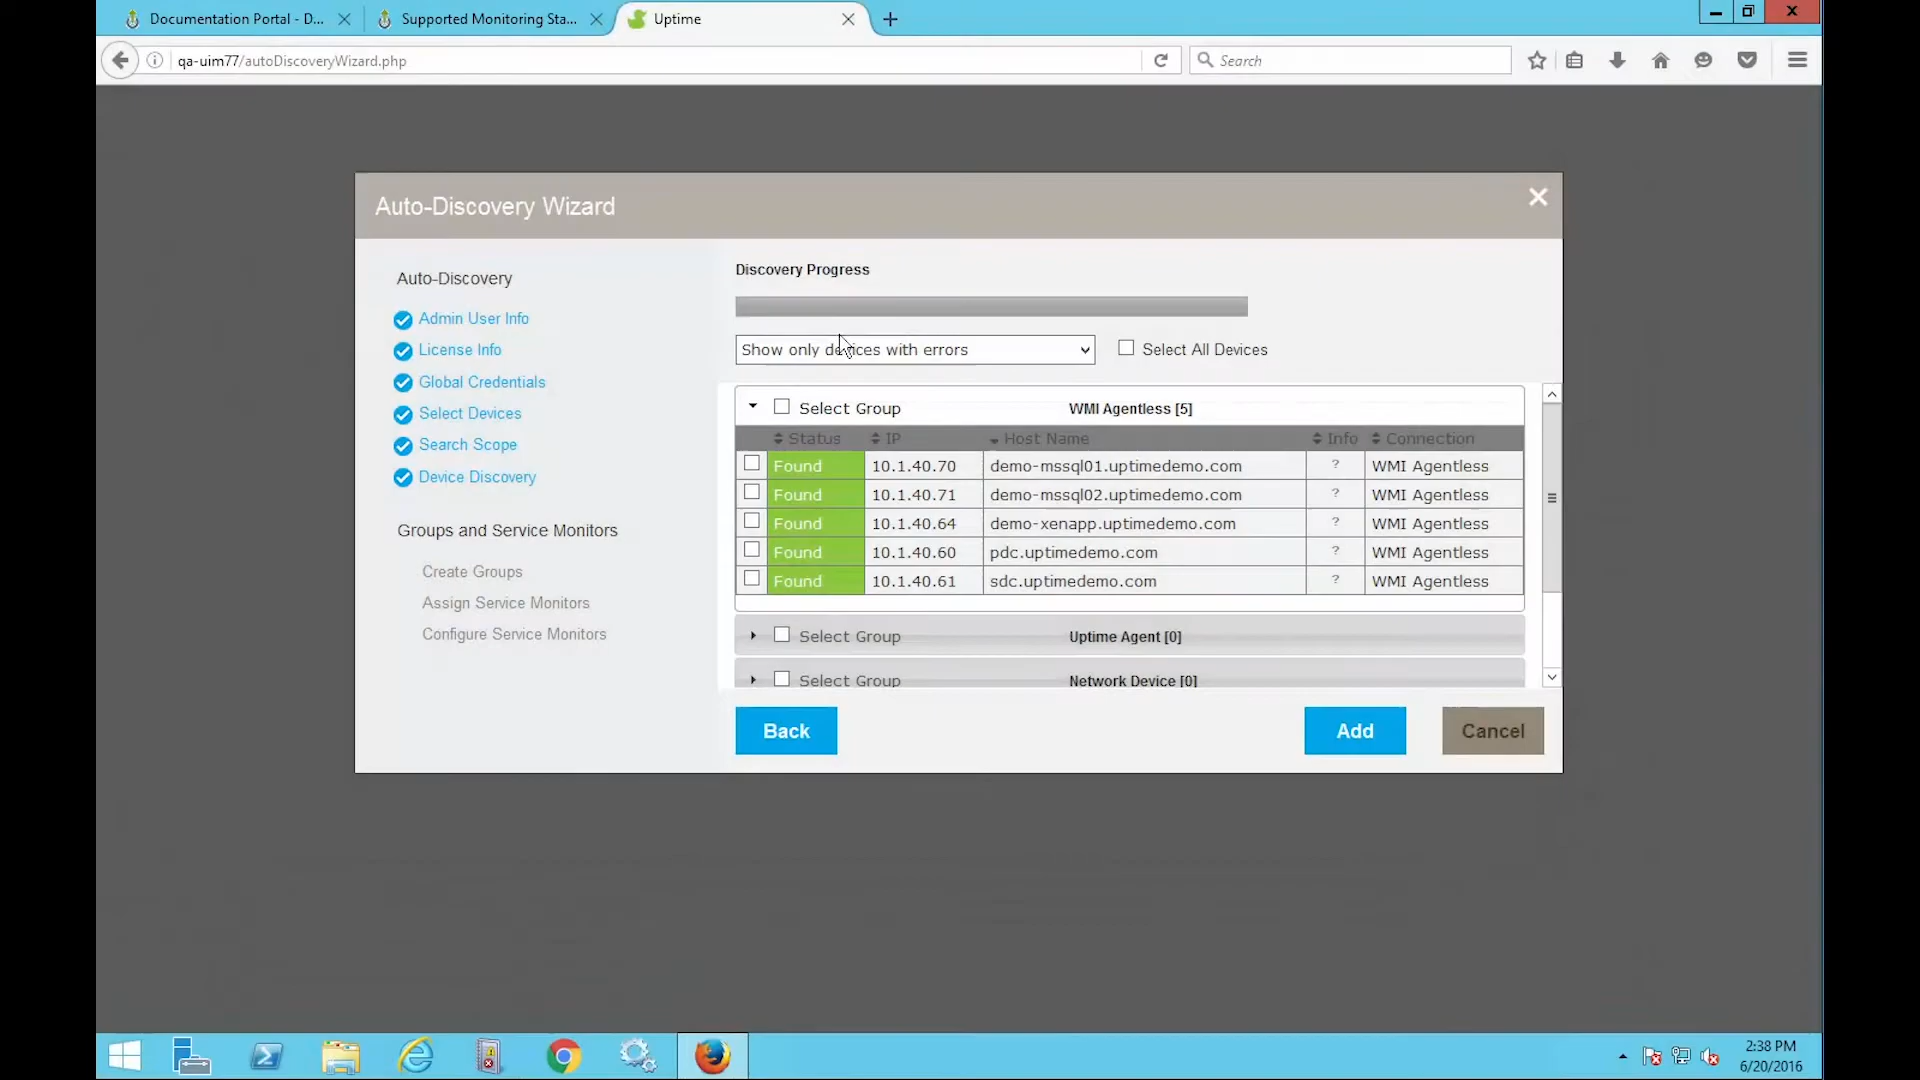 Documentation Portal - D...
Supported Monitoring Sta...
Uptime
qa-uim77/autoDiscoveryWizard.php
Search
Auto-Discovery Wizard
Auto-Discovery
Admin User Info
License Info
Global Credentials
Select Devices
Search Scope
Device Discovery
Groups and Service Monitors
Create Groups
Assign Service Monitors
Configure Service Monitors
Discovery Progress
Show only devices with errors
Select All Devices
Select Group WMI Agentless [5]
Status IP Host Name Info Connection
Found 10.1.40.70 demo-mssql01.uptimedemo.com ? WMI Agentless
Found 10.1.40.71 demo-mssql02.uptimedemo.com ? WMI Agentless
Found 10.1.40.64 demo-xenapp.uptimedemo.com ? WMI Agentless
Found 10.1.40.60 pdc.uptimedemo.com ? WMI Agentless
Found 10.1.40.61 sdc.uptimedemo.com ? WMI Agentless
Select Group Uptime Agent [0]
Select Group Network Device [0]
Back
Add
Cancel
2:38 PM
6/20/2016